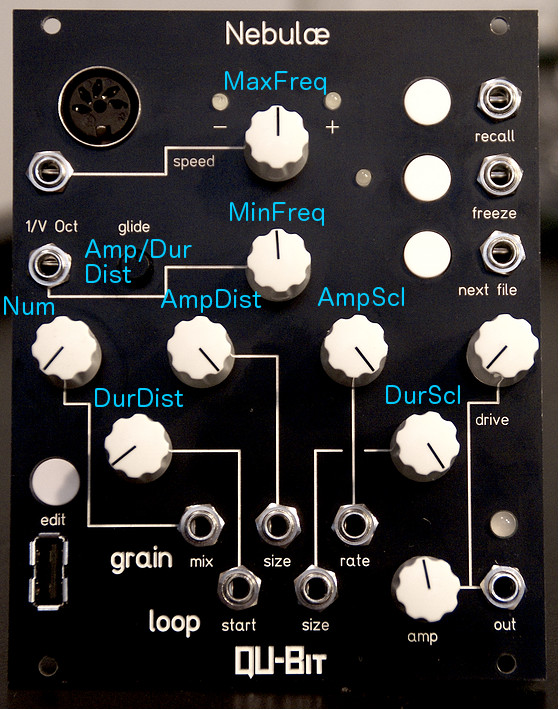 Nebulæ
MaxFreq
− +
recall
speed
freeze
MinFreq
1/V Oct
glide
Amp/Dur
Dist
next file
Num
AmpDist
AmpScl
DurDist
DurScl
drive
edit
grain
mix
size
rate
loop
start
size
amp
out
QU-BIT